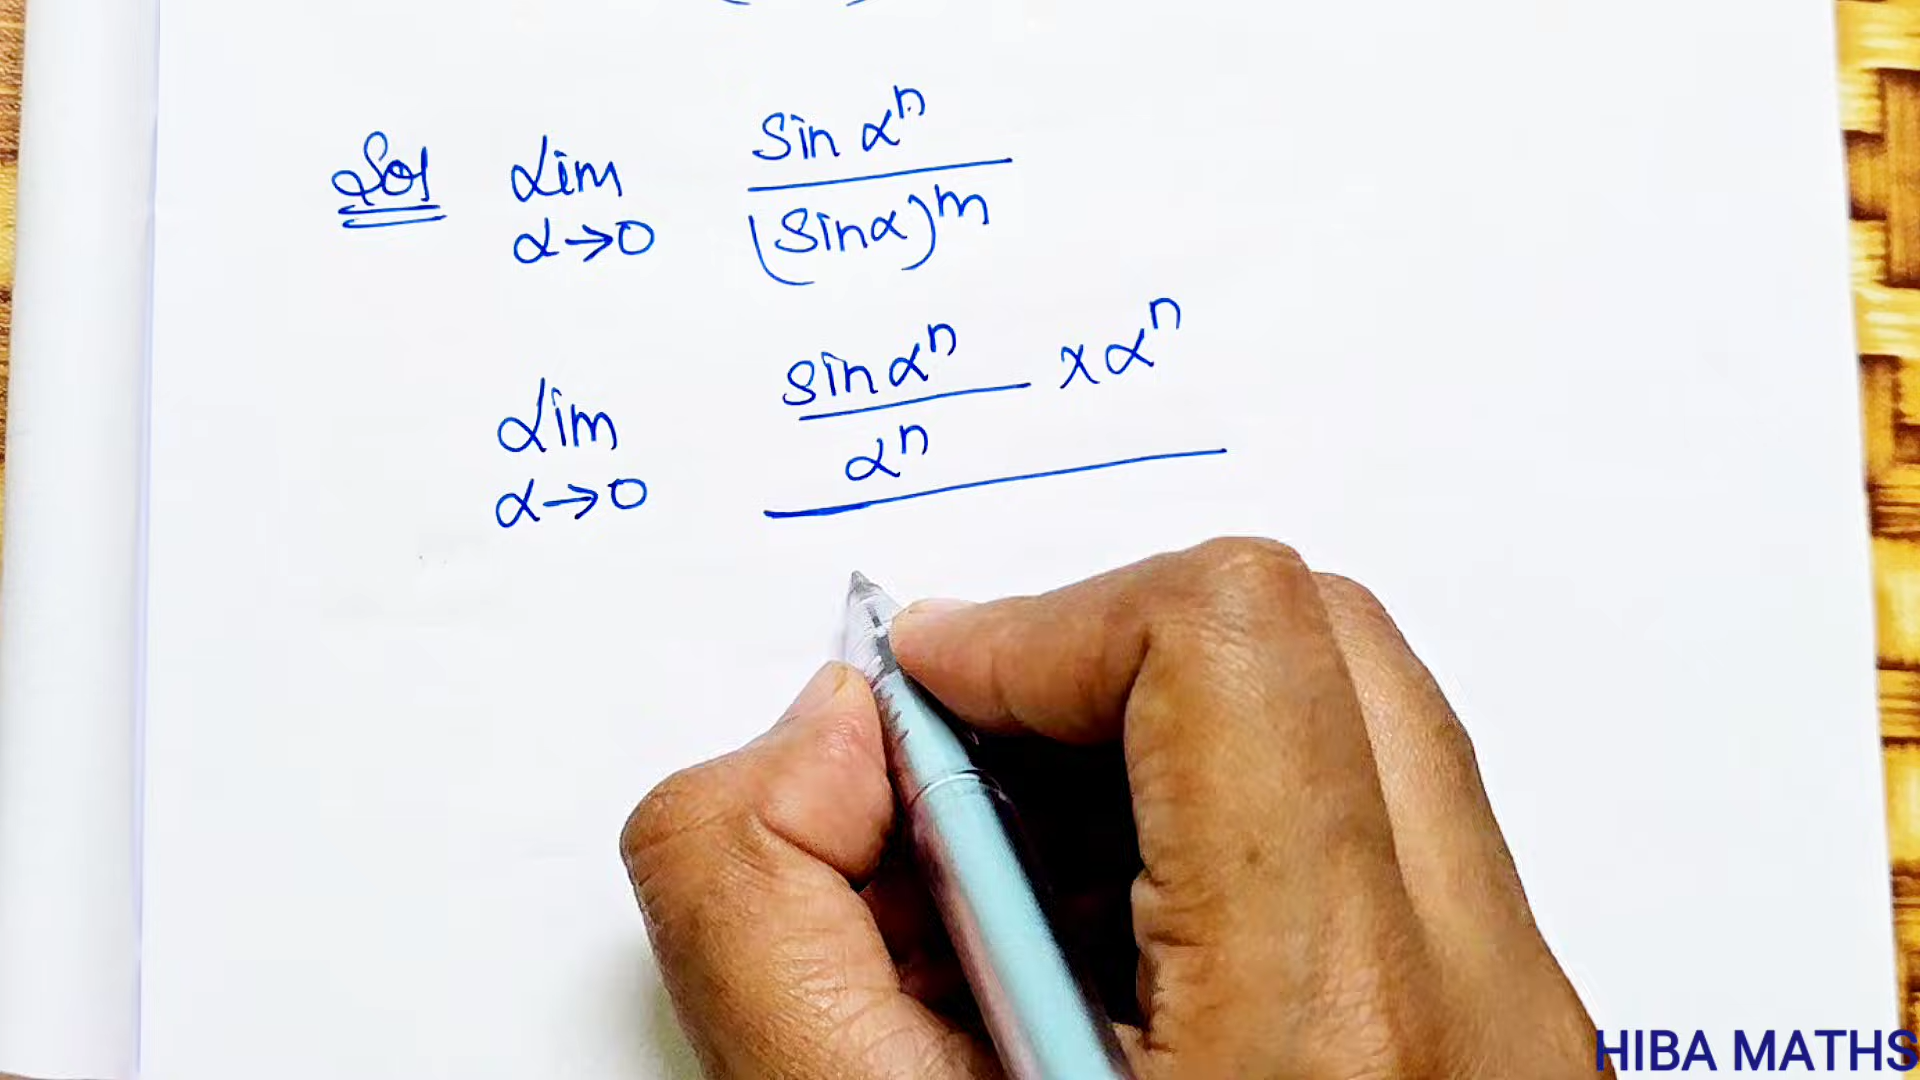 Sol Lim sin αⁿ / (sinα)ᵐ
α→0
Lim sinαⁿ / αⁿ x αⁿ
α→0
HIBA MATHS